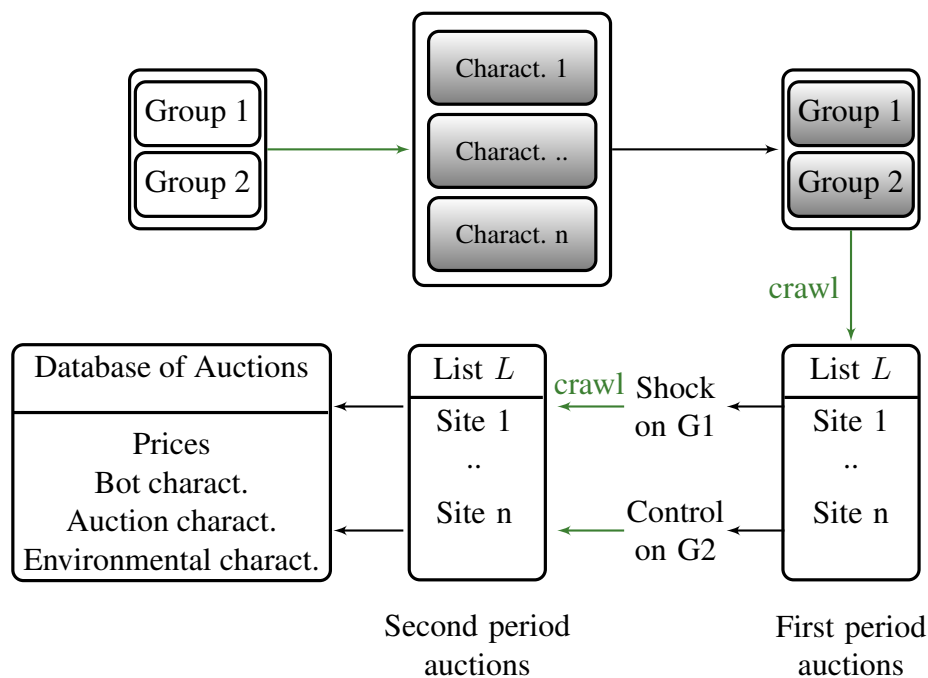 Group 1
Group 2
Charact. 1
Charact. ..
Charact. n
Group 1
Group 2
crawl
Database of Auctions
Prices
Bot charact.
Auction charact.
Environmental charact.
List L
Site 1
..
Site n
crawl
Shock
on G1
Control
on G2
List L
Site 1
..
Site n
Second period
auctions
First period
auctions